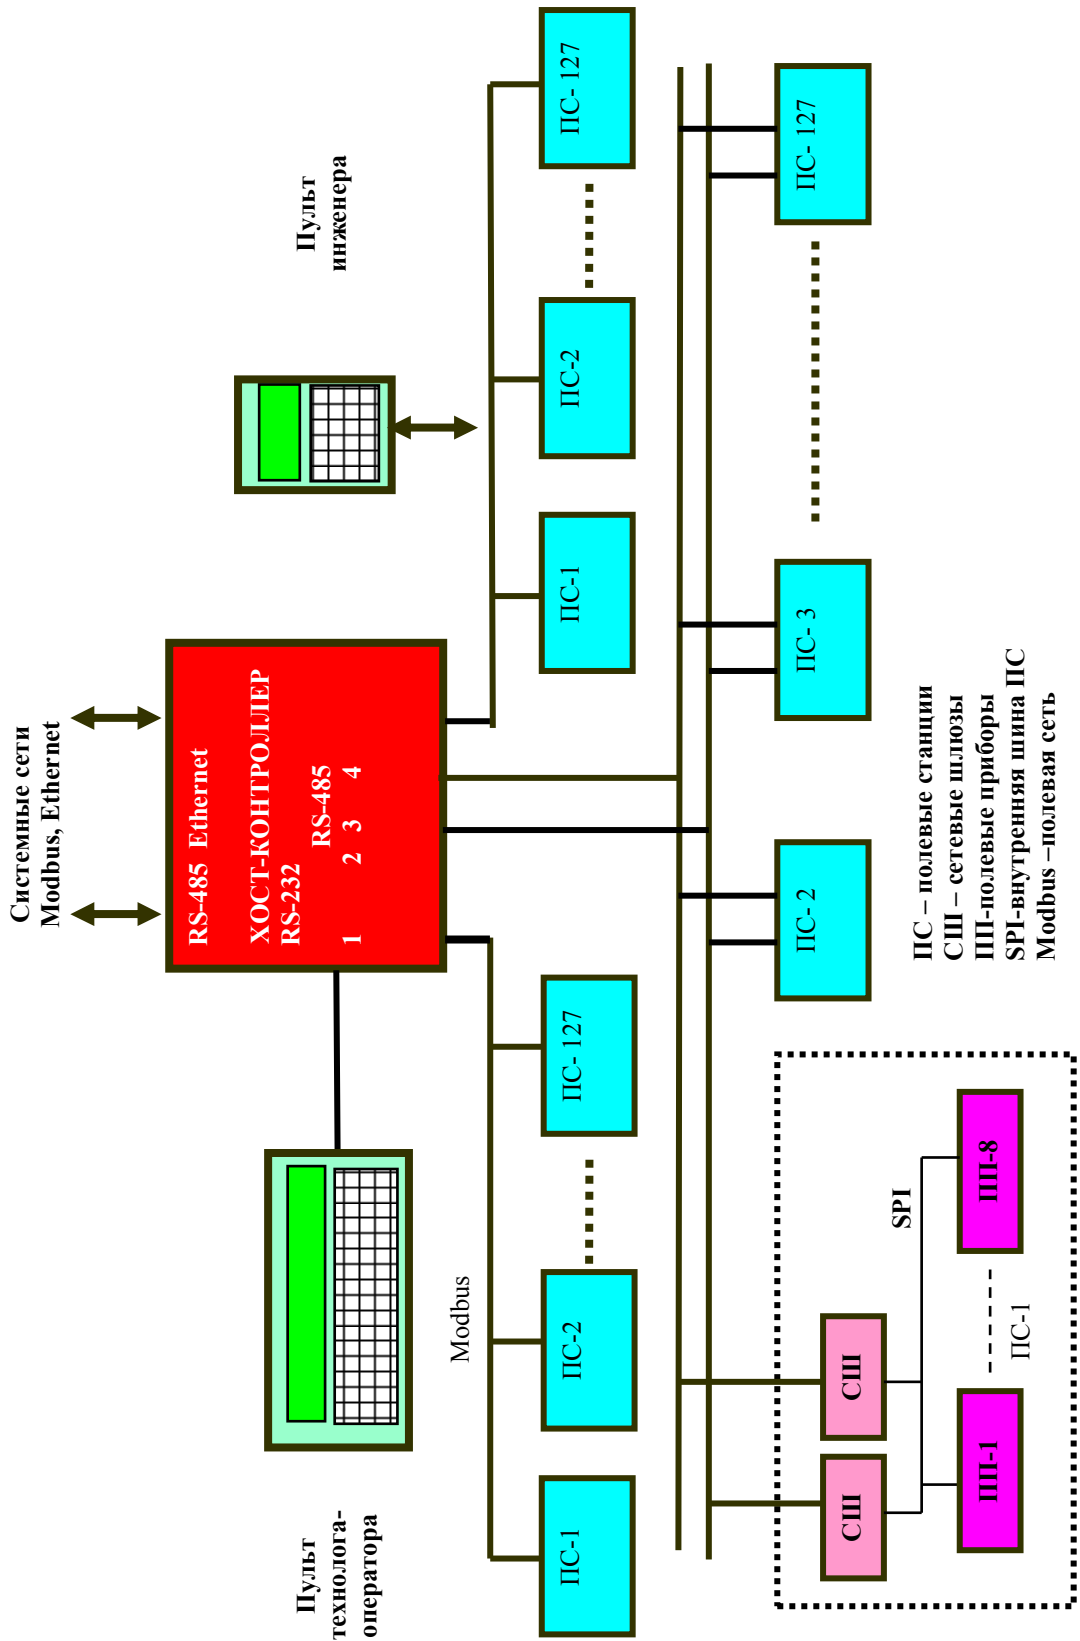 Системные сети
Modbus, Ethernet
RS-485 Ethernet
ХОСТ-КОНТРОЛЛЕР
RS-232
RS-485
1 2 3 4
Пульт
технолога-
оператора
Пульт
инженера
Modbus
ПС-1
ПС-2
ПС- 127
ПС-1
ПС-2
ПС- 127
ПС- 2
ПС- 3
ПС- 127
СШ
СШ
SPI
ПП-1
ПП-8
ПС-1
ПС – полевые станции
СШ – сетевые шлюзы
ПП-полевые приборы
SPI-внутренняя шина ПС
Modbus –полевая сеть